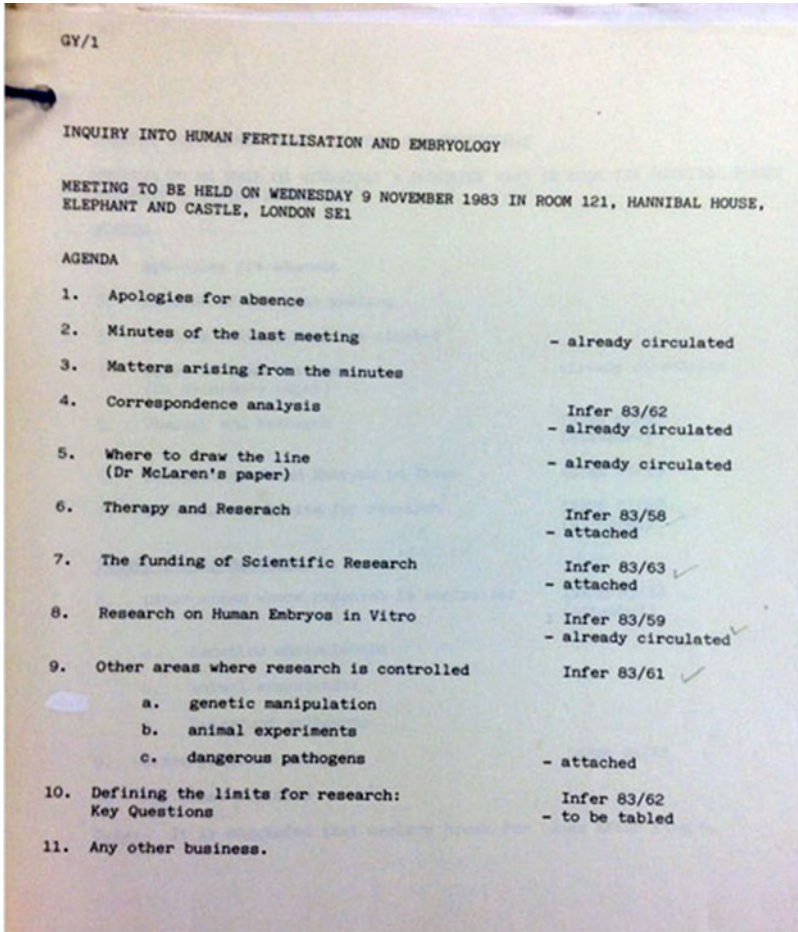 GY/1
INQUIRY INTO HUMAN FERTILISATION AND EMBRYOLOGY
MEETING TO BE HELD ON WEDNESDAY 9 NOVEMBER 1983 IN ROOM 121, HANNIBAL HOUSE,
ELEPHANT AND CASTLE, LONDON SE1
AGENDA
1. Apologies for absence
2. Minutes of the last meeting - already circulated
3. Matters arising from the minutes
4. Correspondence analysis Infer 83/62
- already circulated
5. Where to draw the line
(Dr McLaren's paper) - already circulated
6. Therapy and Reserach Infer 83/58
- attached
7. The funding of Scientific Research Infer 83/63
- attached
8. Research on Human Embryos in Vitro Infer 83/59
- already circulated
9. Other areas where research is controlled Infer 83/61
a. genetic manipulation
b. animal experiments
c. dangerous pathogens - attached
10. Defining the limits for research: Infer 83/62
Key Questions - to be tabled
11. Any other business.